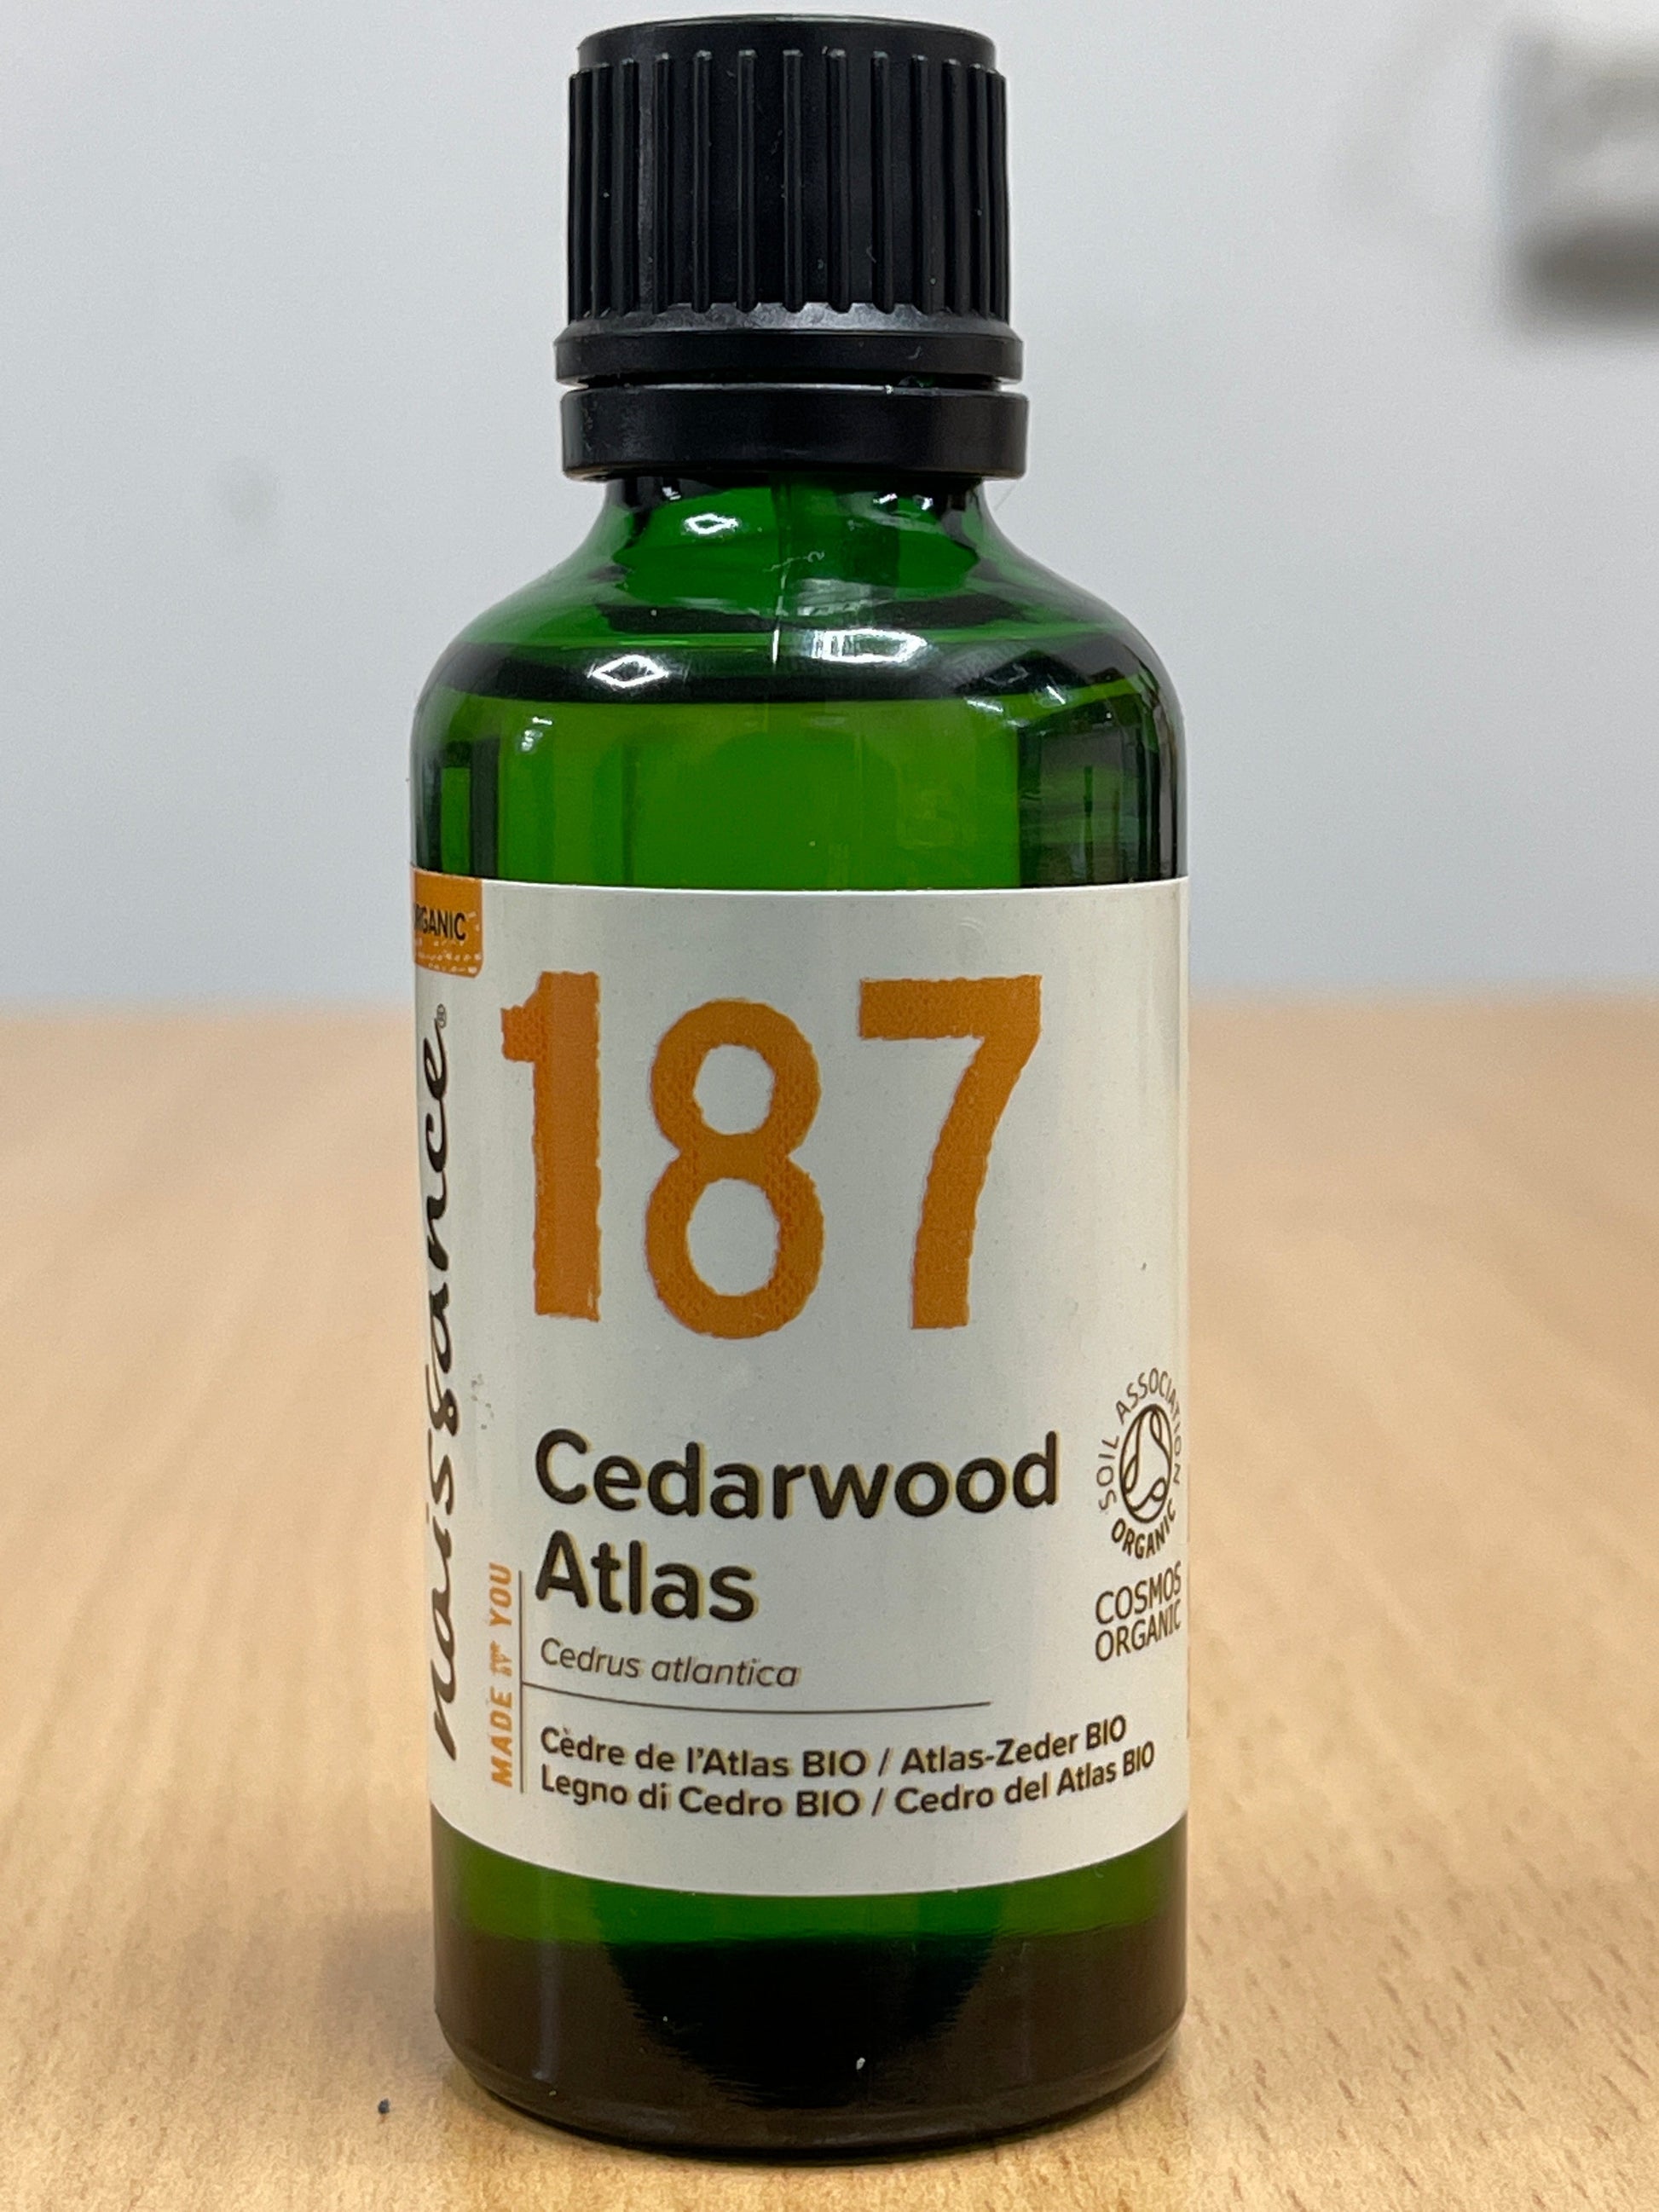 ORGANIC
naissance®
187
Cedarwood
Atlas
Cedrus atlantica
MADE BY YOU
Cèdre de l'Atlas BIO / Atlas-Zeder BIO
Legno di Cedro BIO / Cedro del Atlas BIO
SOIL ASSOCIATION
ORGANIC
COSMOS
ORGANIC